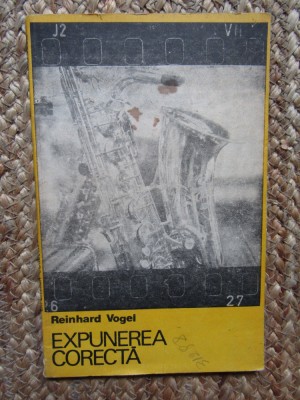 J2 VII
6 27
Reinhard Vogel
EXPUNEREA
CORECTĂ